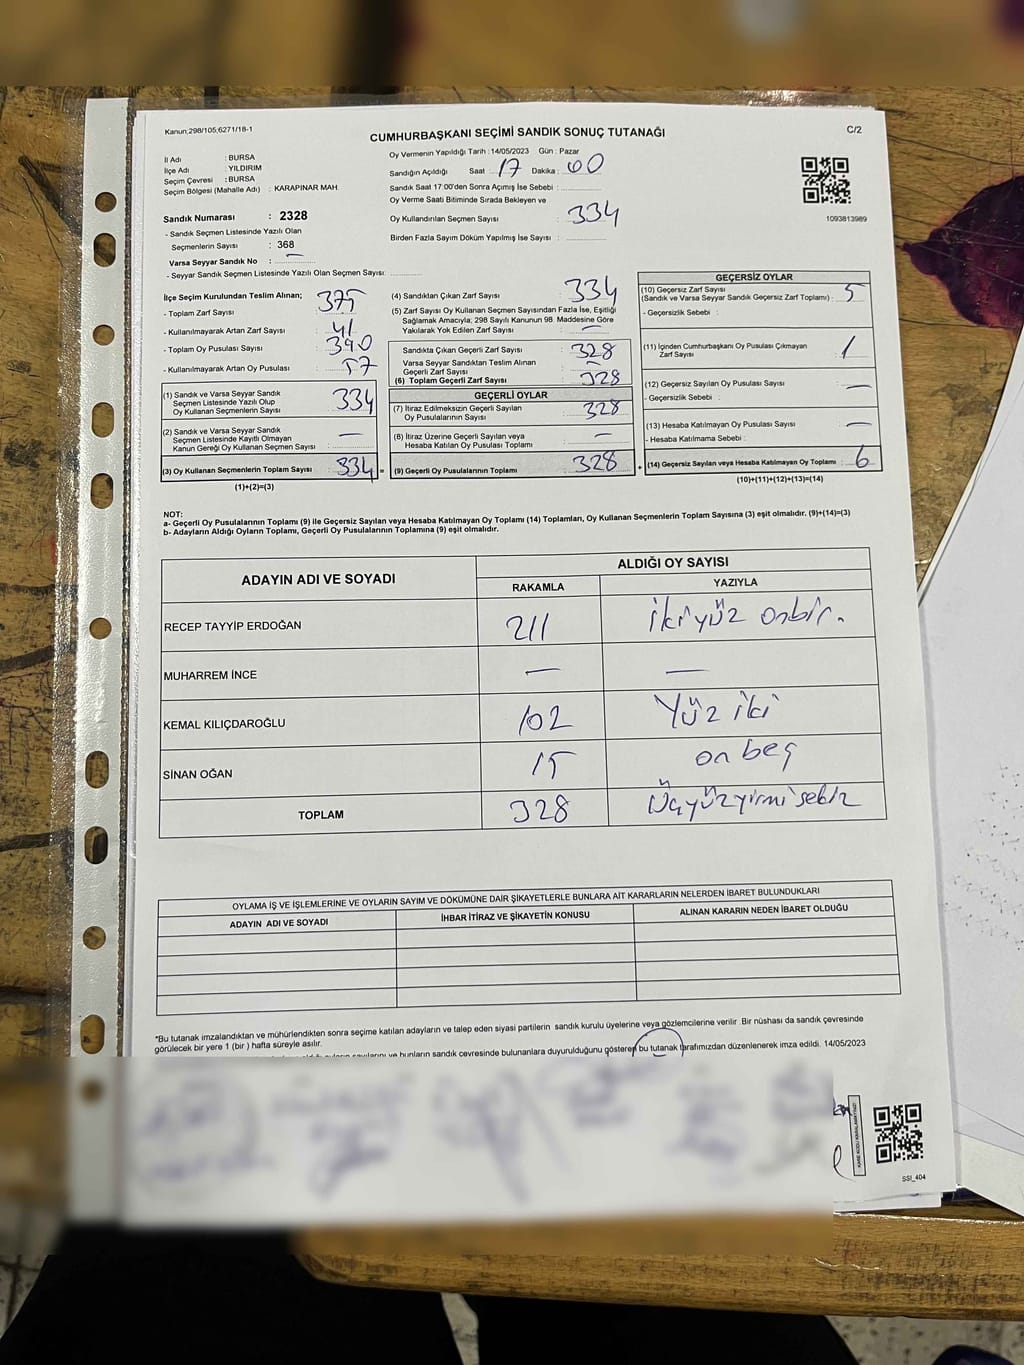 Kanun;298/105;6271/18-1
CUMHURBAŞKANI SEÇİMİ SANDIK SONUÇ TUTANAĞI
C/2
İl Adı : BURSA
İlçe Adı : YILDIRIM
Seçim Çevresi : BURSA
Seçim Bölgesi (Mahalle Adı) : KARAPINAR MAH.
Sandık Numarası : 2328
- Sandık Seçmen Listesinde Yazılı Olan
Seçmenlerin Sayısı : 368
Varsa Seyyar Sandık No : —
- Seyyar Sandık Seçmen Listesinde Yazılı Olan Seçmen Sayısı:
Oy Vermenin Yapıldığı Tarih : 14/05/2023 Gün : Pazar
Sandığın Açıldığı Saat : 17 Dakika : 00
Sandık Saat 17:00'den Sonra Açımış İse Sebebi :
Oy Verme Saati Bitiminde Sırada Bekleyen ve
Oy Kullandırılan Seçmen Sayısı : 334
Birden Fazla Sayım Döküm Yapılmış İse Sayısı :
1093813989
İlçe Seçim Kurulundan Teslim Alınan;
- Toplam Zarf Sayısı : 375
- Kullanılmayarak Artan Zarf Sayısı : 41
- Toplam Oy Pusulası Sayısı : 390
- Kullanılmayarak Artan Oy Pusulası : 57
(1) Sandık ve Varsa Seyyar Sandık
Seçmen Listesinde Yazılı Olup
Oy Kullanan Seçmenlerin Sayısı : 334
(2) Sandık ve Varsa Seyyar Sandık
Seçmen Listesinde Kayıtlı Olmayan
Kanun Gereği Oy Kullanan Seçmen Sayısı : —
(3) Oy Kullanan Seçmenlerin Toplam Sayısı : 334 =
(1)+(2)=(3)
(4) Sandıktan Çıkan Zarf Sayısı : 334
(5) Zarf Sayısı Oy Kullanan Seçmen Sayısından Fazla İse, Eşitliği
Sağlamak Amacıyla; 298 Sayılı Kanunun 98. Maddesine Göre
Yakılarak Yok Edilen Zarf Sayısı : —
Sandıkta Çıkan Geçerli Zarf Sayısı : 328
Varsa Seyyar Sandıktan Teslim Alınan
Geçerli Zarf Sayısı : —
(6) Toplam Geçerli Zarf Sayısı : 328
GEÇERLİ OYLAR
(7) İtiraz Edilmeksizin Geçerli Sayılan
Oy Pusulalarının Sayısı : 328
(8) İtiraz Üzerine Geçerli Sayılan veya
Hesaba Katılan Oy Pusulası Toplamı : —
(9) Geçerli Oy Pusulalarının Toplamı : 328 +
GEÇERSİZ OYLAR
(10) Geçersiz Zarf Sayısı
(Sandık ve Varsa Seyyar Sandık Geçersiz Zarf Toplamı) : 5
- Geçersizlik Sebebi :
(11) İçinden Cumhurbaşkanı Oy Pusulası Çıkmayan
Zarf Sayısı : 1
(12) Geçersiz Sayılan Oy Pusulası Sayısı : —
- Geçersizlik Sebebi :
(13) Hesaba Katılmayan Oy Pusulası Sayısı : —
- Hesaba Katılmama Sebebi :
(14) Geçersiz Sayılan veya Hesaba Katılmayan Oy Toplamı : 6
(10)+(11)+(12)+(13)=(14)
NOT:
a- Geçerli Oy Pusulalarının Toplamı (9) ile Geçersiz Sayılan veya Hesaba Katılmayan Oy Toplamı (14) Toplamları, Oy Kullanan Seçmenlerin Toplam Sayısına (3) eşit olmalıdır. (9)+(14)=(3)
b- Adayların Aldığı Oyların Toplamı, Geçerli Oy Pusulalarının Toplamına (9) eşit olmalıdır.
ADAYIN ADI VE SOYADI
ALDIĞI OY SAYISI
RAKAMLA YAZIYLA
RECEP TAYYİP ERDOĞAN 211 İkiyüz onbir.
MUHARREM İNCE — —
KEMAL KILIÇDAROĞLU 102 Yüz iki
SİNAN OĞAN 15 on beş
TOPLAM 328 Üçyüzyirmi sekiz
OYLAMA İŞ VE İŞLEMLERİNE VE OYLARIN SAYIM VE DÖKÜMÜNE DAİR ŞİKAYETLERLE BUNLARA AİT KARARLARIN NELERDEN İBARET BULUNDUKLARI
ADAYIN ADI VE SOYADI İHBAR İTİRAZ VE ŞİKAYETİN KONUSU ALINAN KARARIN NEDEN İBARET OLDUĞU
*Bu tutanak imzalandıktan ve mühürlendikten sonra seçime katılan adayların ve talep eden siyasi partilerin sandık kurulu üyelerine veya gözlemcilerine verilir. Bir nüshası da sandık çevresinde
görülecek bir yere 1 (bir ) hafta süreyle asılır.
ve bunların sandık çevresinde bulunanlara duyurulduğunu gösteren bu tutanak tarafımızdan düzenlenerek imza edildi. 14/05/2023
KARE KODU KARALAMAYINIZ
SSI_404